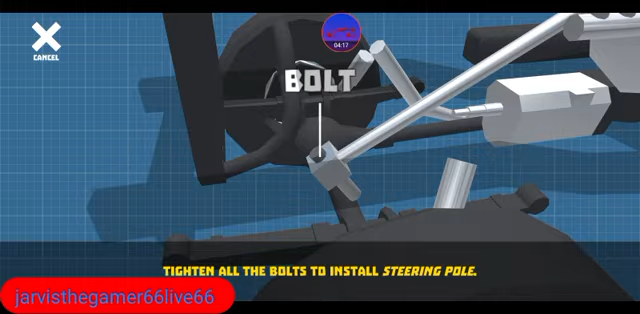 04:17
CANCEL
BOLT
TIGHTEN ALL THE BOLTS TO INSTALL STEERING POLE.
jarvisthegamer66live66